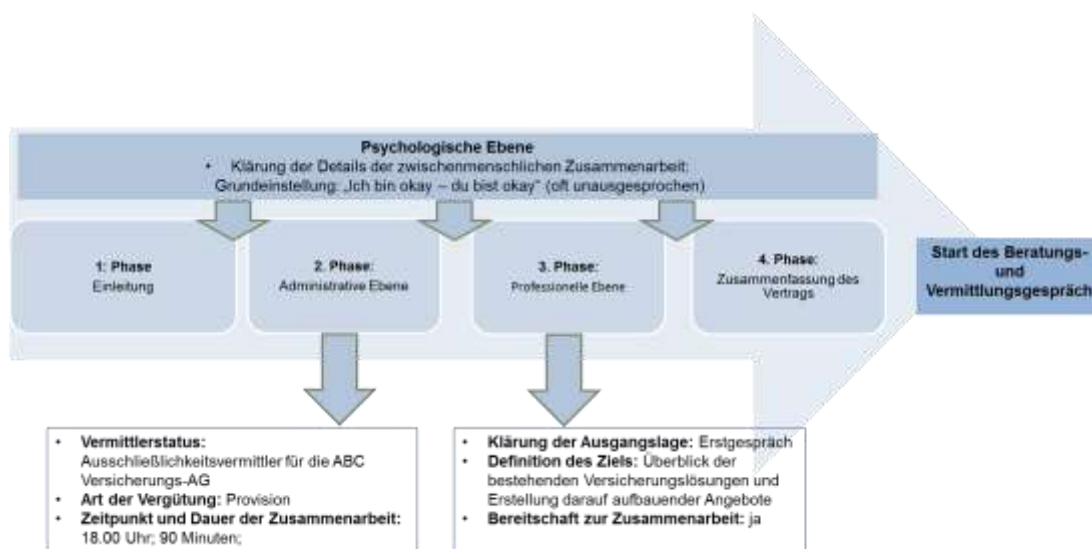 Psychologische Ebene
• Klärung der Details der zwischenmenschlichen Zusammenarbeit:
Grundeinstellung: „Ich bin okay – du bist okay“ (oft unausgesprochen)
1: Phase
Einleitung
2. Phase:
Administrative Ebene
3. Phase:
Professionelle Ebene
4. Phase:
Zusammenfassung des
Vertrags
Start des Beratungs-
und
Vermittlungsgespräch
• Vermittlerstatus:
Ausschließlichkeitsvermittler für die ABC
Versicherungs-AG
• Art der Vergütung: Provision
• Zeitpunkt und Dauer der Zusammenarbeit:
18.00 Uhr; 90 Minuten;
• Klärung der Ausgangslage: Erstgespräch
• Definition des Ziels: Überblick der
bestehenden Versicherungslösungen und
Erstellung darauf aufbauender Angebote
• Bereitschaft zur Zusammenarbeit: ja